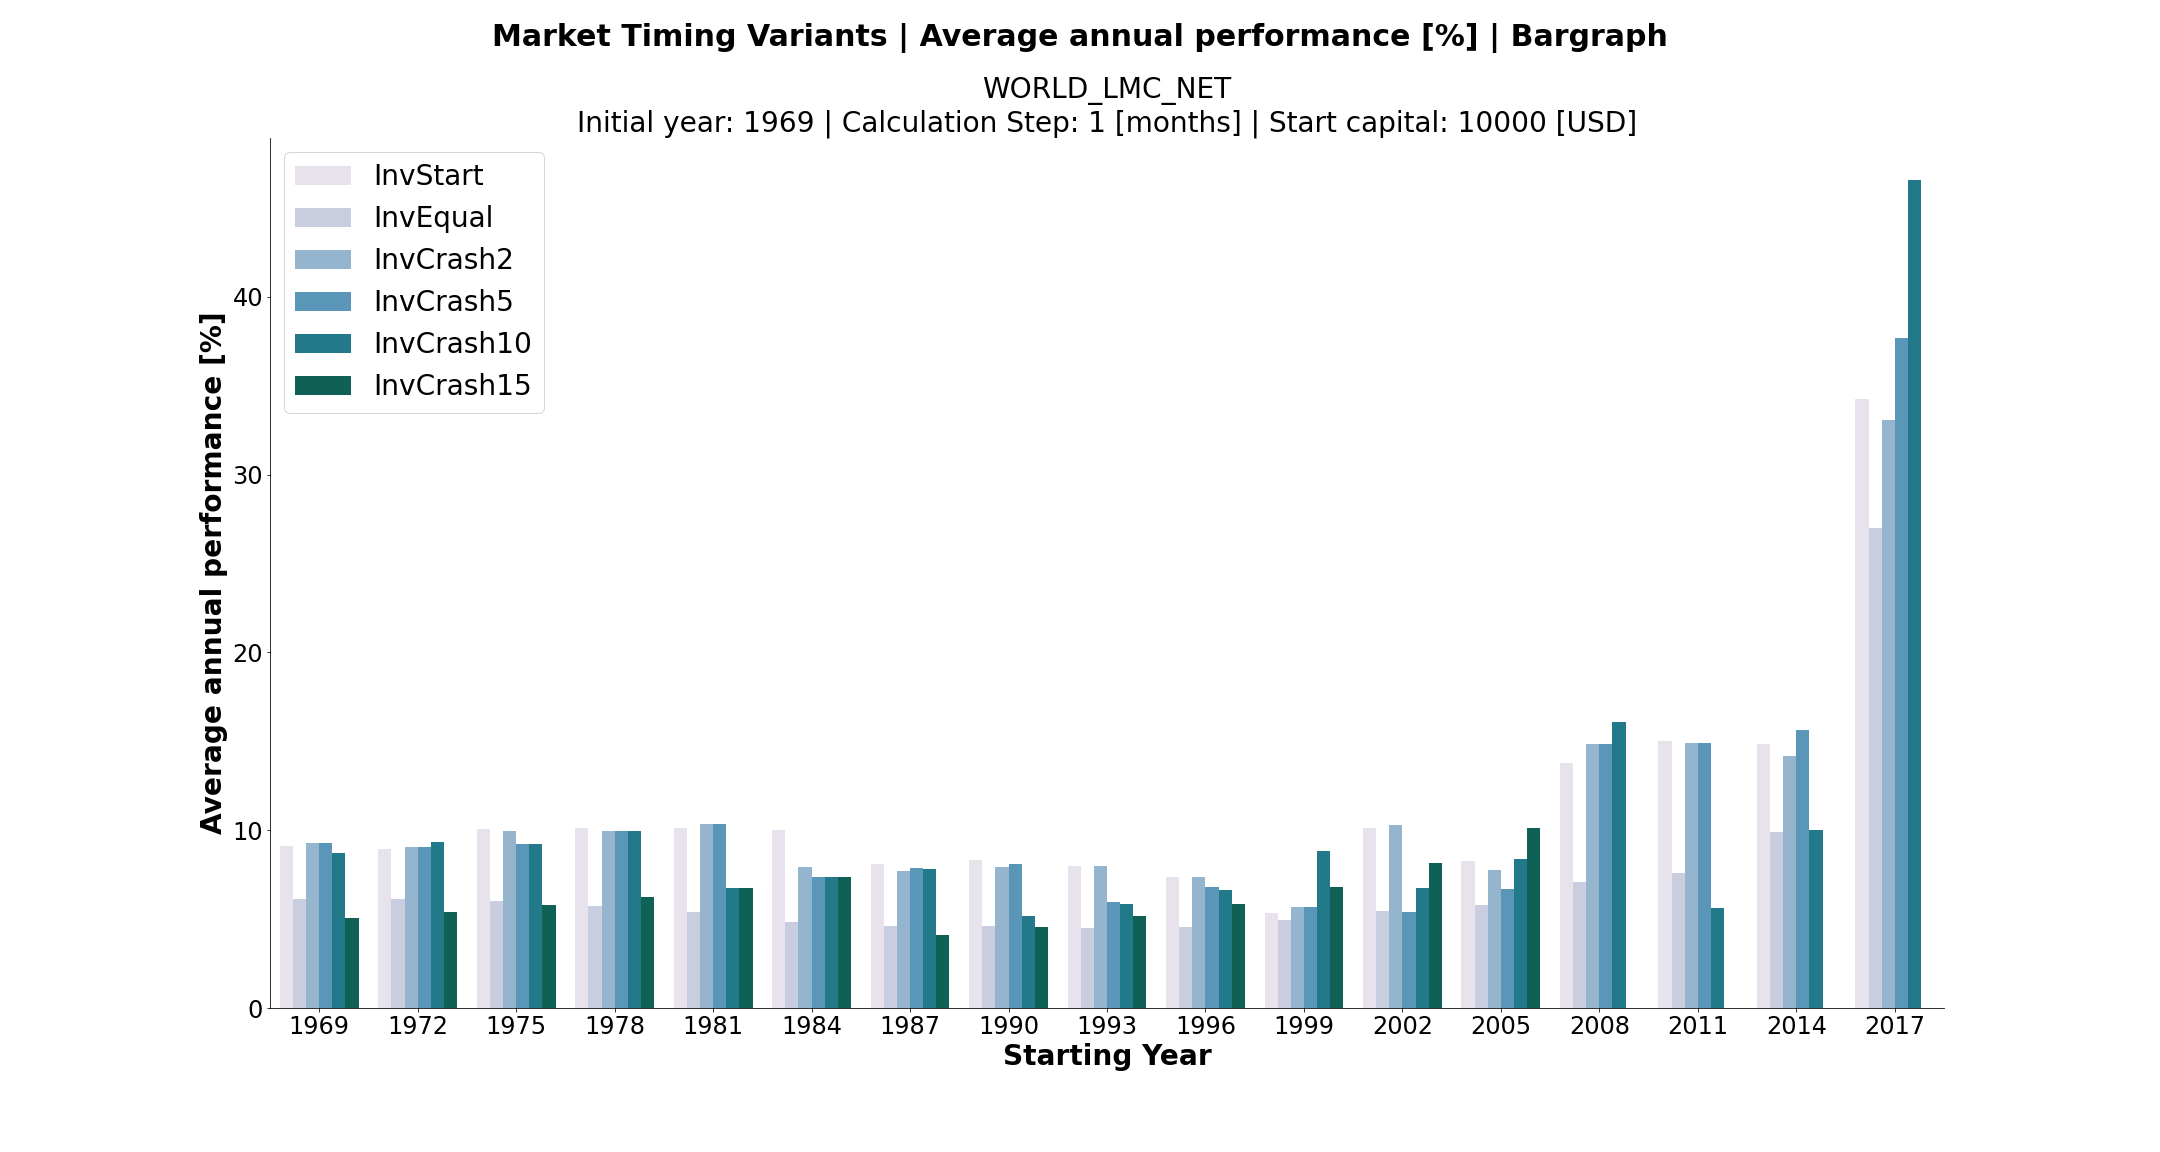 Market Timing Variants | Average annual performance [%] | Bargraph
WORLD_LMC_NET
Initial year: 1969 | Calculation Step: 1 [months] | Start capital: 10000 [USD]
InvStart
InvEqual
InvCrash2
InvCrash5
InvCrash10
InvCrash15
Average annual performance [%]
40
30
20
10
0
1969 1972 1975 1978 1981 1984 1987 1990 1993 1996 1999 2002 2005 2008 2011 2014 2017
Starting Year